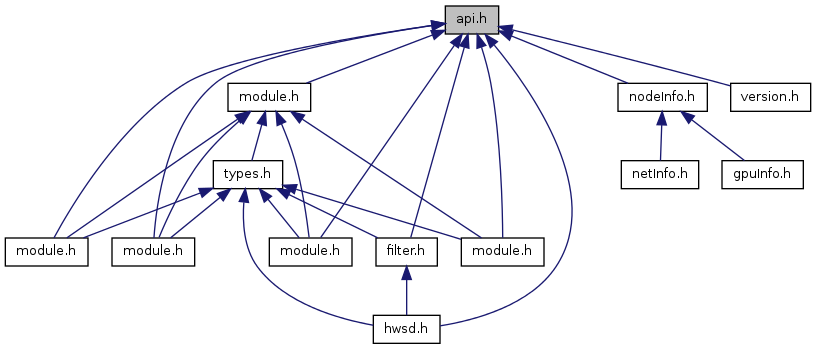 api.h
module.h
nodeInfo.h
version.h
types.h
netInfo.h
gpuInfo.h
module.h
module.h
module.h
filter.h
module.h
hwsd.h